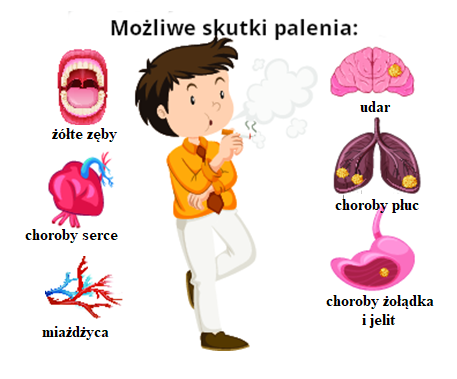 Możliwe skutki palenia:
żółte zęby
choroby serce
miażdżyca
udar
choroby płuc
choroby żołądka
i jelit